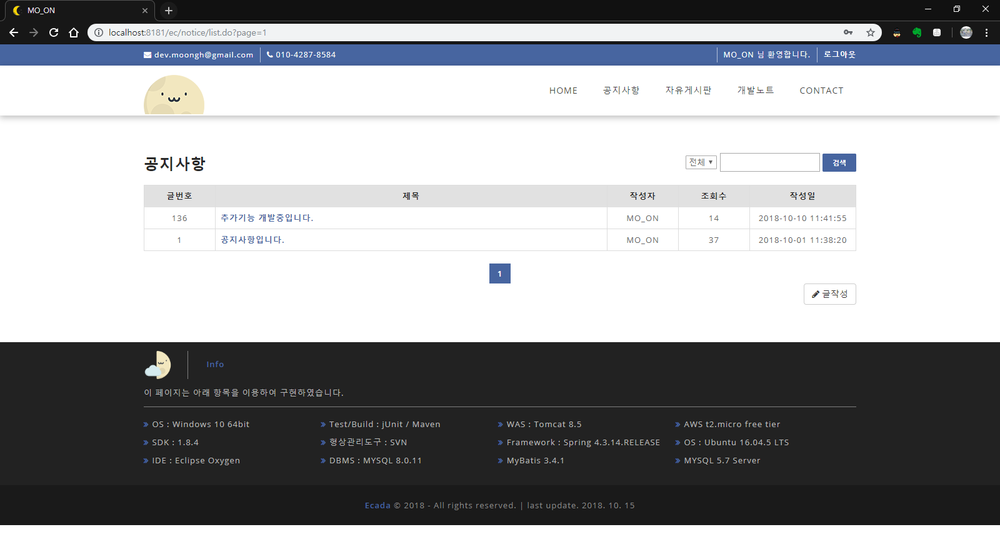 MO_ON
localhost:8181/ec/notice/list.do?page=1
dev.moongh@gmail.com 010-4287-8584 MO_ON 님 환영합니다. 로그아웃
HOME 공지사항 자유게시판 개발노트 CONTACT
공지사항 전체 검색
글번호 제목 작성자 조회수 작성일
136 추가기능 개발중입니다. MO_ON 14 2018-10-10 11:41:55
1 공지사항입니다. MO_ON 37 2018-10-01 11:38:20
1
글작성
Info
이 페이지는 아래 항목을 이용하여 구현하였습니다.
OS : Windows 10 64bit Test/Build : jUnit / Maven WAS : Tomcat 8.5 AWS t2.micro free tier
SDK : 1.8.4 형상관리도구 : SVN Framework : Spring 4.3.14.RELEASE OS : Ubuntu 16.04.5 LTS
IDE : Eclipse Oxygen DBMS : MYSQL 8.0.11 MyBatis 3.4.1 MYSQL 5.7 Server
Ecada © 2018 - All rights reserved. | last update. 2018. 10. 15